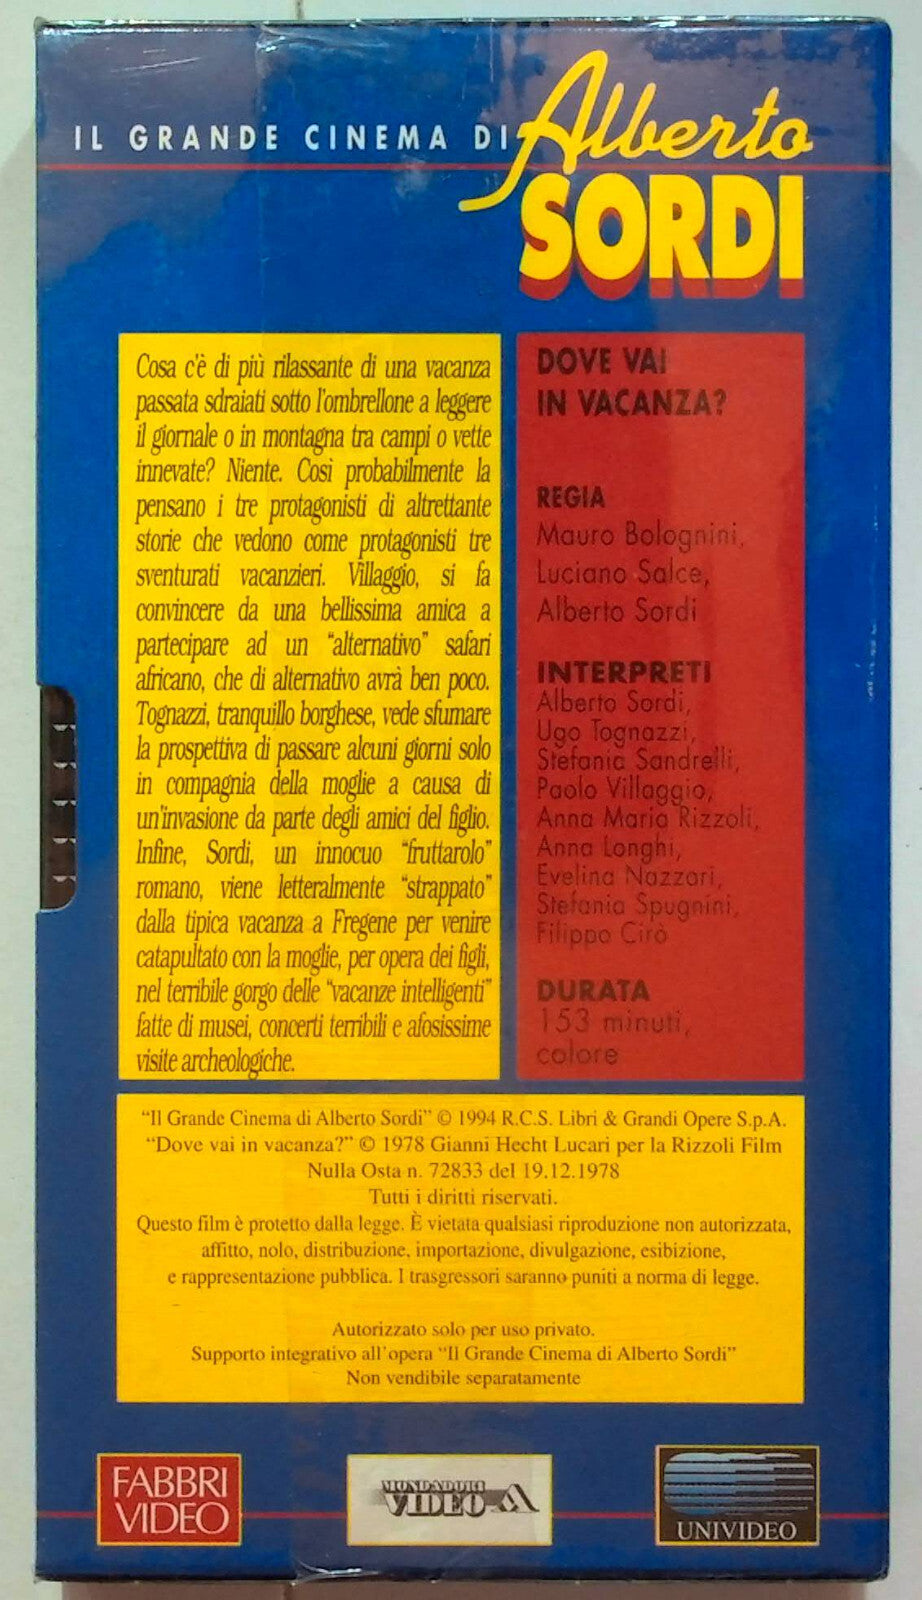 IL GRANDE CINEMA DI Alberto
SORDI
Cosa c'è di più rilassante di una vacanza
passata sdraiati sotto l'ombrellone a leggere
il giornale o in montagna tra campi o vette
innevate? Niente. Così probabilmente la
pensano i tre protagonisti di altrettante
storie che vedono come protagonisti tre
sventurati vacanzieri. Villaggio, si fa
convincere da una bellissima amica a
partecipare ad un "alternativo" safari
africano, che di alternativo avrà ben poco.
Tognazzi, tranquillo borghese, vede sfumare
la prospettiva di passare alcuni giorni solo
in compagnia della moglie a causa di
un'invasione da parte degli amici del figlio.
Infine, Sordi, un innocuo "fruttarolo"
romano, viene letteralmente "strappato"
dalla tipica vacanza a Fregene per venire
catapultato con la moglie, per opera dei figli,
nel terribile gorgo delle "vacanze intelligenti"
fatte di musei, concerti terribili e afosissime
visite archeologiche.
DOVE VAI
IN VACANZA?
REGIA
Mauro Bolognini,
Luciano Salce,
Alberto Sordi
INTERPRETI
Alberto Sordi,
Ugo Tognazzi,
Stefania Sandrelli,
Paolo Villaggio,
Anna Maria Rizzoli,
Anna Longhi,
Evelina Nazzari,
Stefania Spugnini,
Filippo Cirò
DURATA
153 minuti,
colore
"Il Grande Cinema di Alberto Sordi" © 1994 R.C.S. Libri & Grandi Opere S.p.A.
"Dove vai in vacanza?" © 1978 Gianni Hecht Lucari per la Rizzoli Film
Nulla Osta n. 72833 del 19.12.1978
Tutti i diritti riservati.
Questo film è protetto dalla legge. È vietata qualsiasi riproduzione non autorizzata,
affitto, nolo, distribuzione, importazione, divulgazione, esibizione,
e rappresentazione pubblica. I trasgressori saranno puniti a norma di legge.
Autorizzato solo per uso privato.
Supporto integrativo all'opera "Il Grande Cinema di Alberto Sordi"
Non vendibile separatamente
FABBRI
VIDEO
MONDADORI
VIDEO
UNIVIDEO